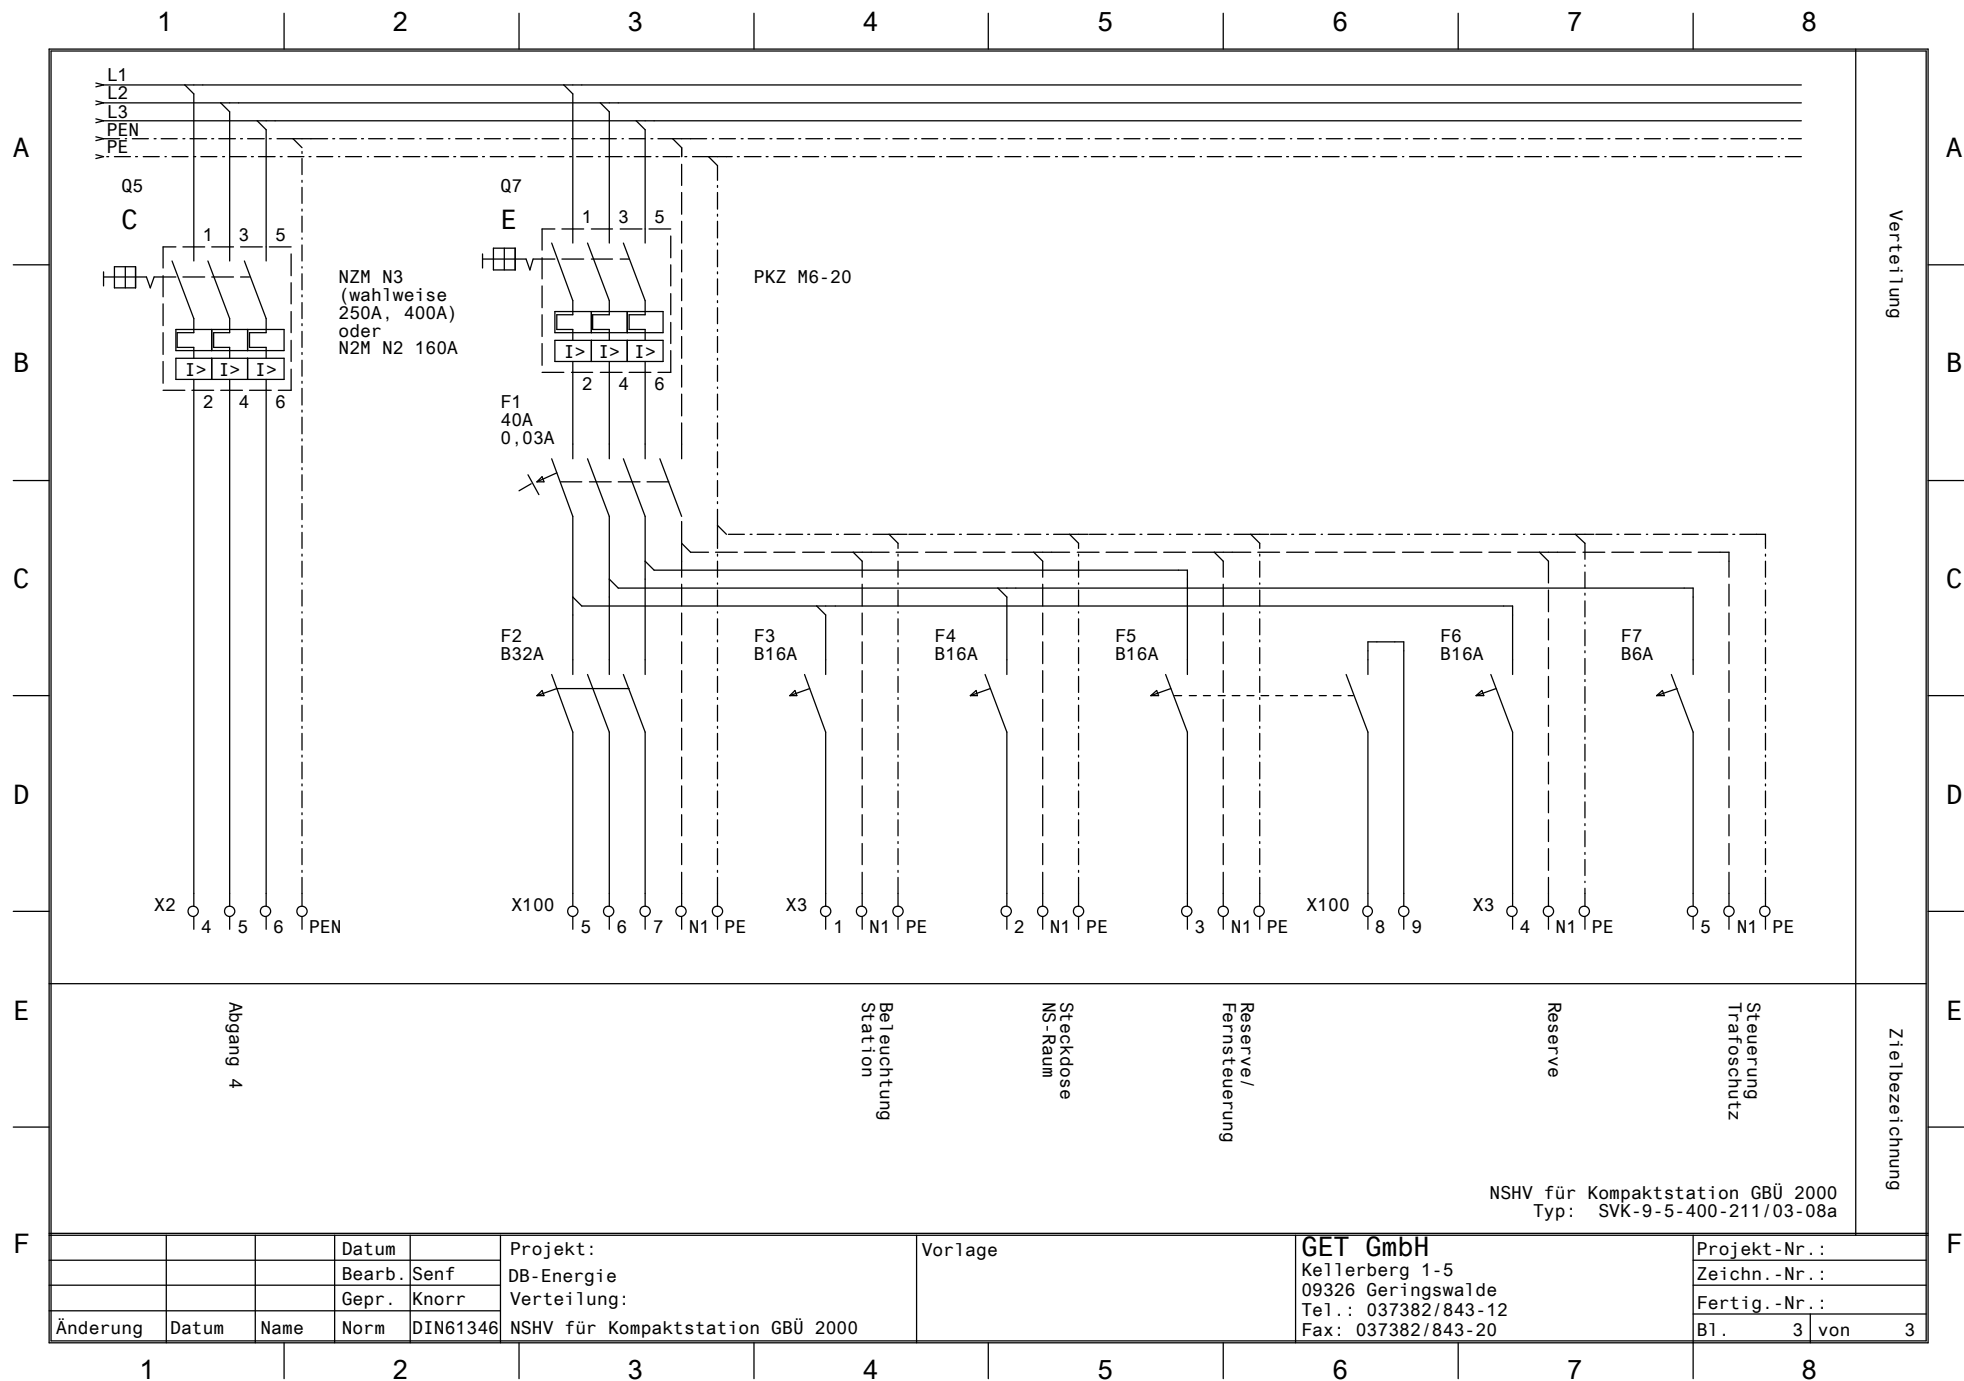 1 2 3 4 5 6 7 8
L1
L2
L3
PEN
PE
A A
Q5
C
1 3 5
Q7
E
1 3 5
NZM N3
(wahlweise
250A, 400A)
oder
N2M N2 160A
PKZ M6-20
Verteilung
I> I> I>
2 4 6
I> I> I>
2 4 6
B B
F1
40A
0,03A
C C
F2
B32A
F3
B16A
F4
B16A
F5
B16A
F6
B16A
F7
B6A
D D
X2 4 5 6 PEN
X100 5 6 7 N1 PE
X3 1 N1 PE
2 N1 PE
3 N1 PE
X100 8 9
X3 4 N1 PE
5 N1 PE
E E
Abgang 4
Beleuchtung
Station
Steckdose
NS-Raum
Reserve/
Fernsteuerung
Reserve
Steuerung
Trafoschutz
Zielbezeichnung
NSHV für Kompaktstation GBÜ 2000
Typ: SVK-9-5-400-211/03-08a
F F
Datum
Bearb. Senf
Gepr. Knorr
Änderung Datum Name Norm DIN61346
Projekt:
DB-Energie
Verteilung:
NSHV für Kompaktstation GBÜ 2000
Vorlage
GET GmbH
Kellerberg 1-5
09326 Geringswalde
Tel.: 037382/843-12
Fax: 037382/843-20
Projekt-Nr.:
Zeichn.-Nr.:
Fertig.-Nr.:
Bl. 3 von 3
1 2 3 4 5 6 7 8